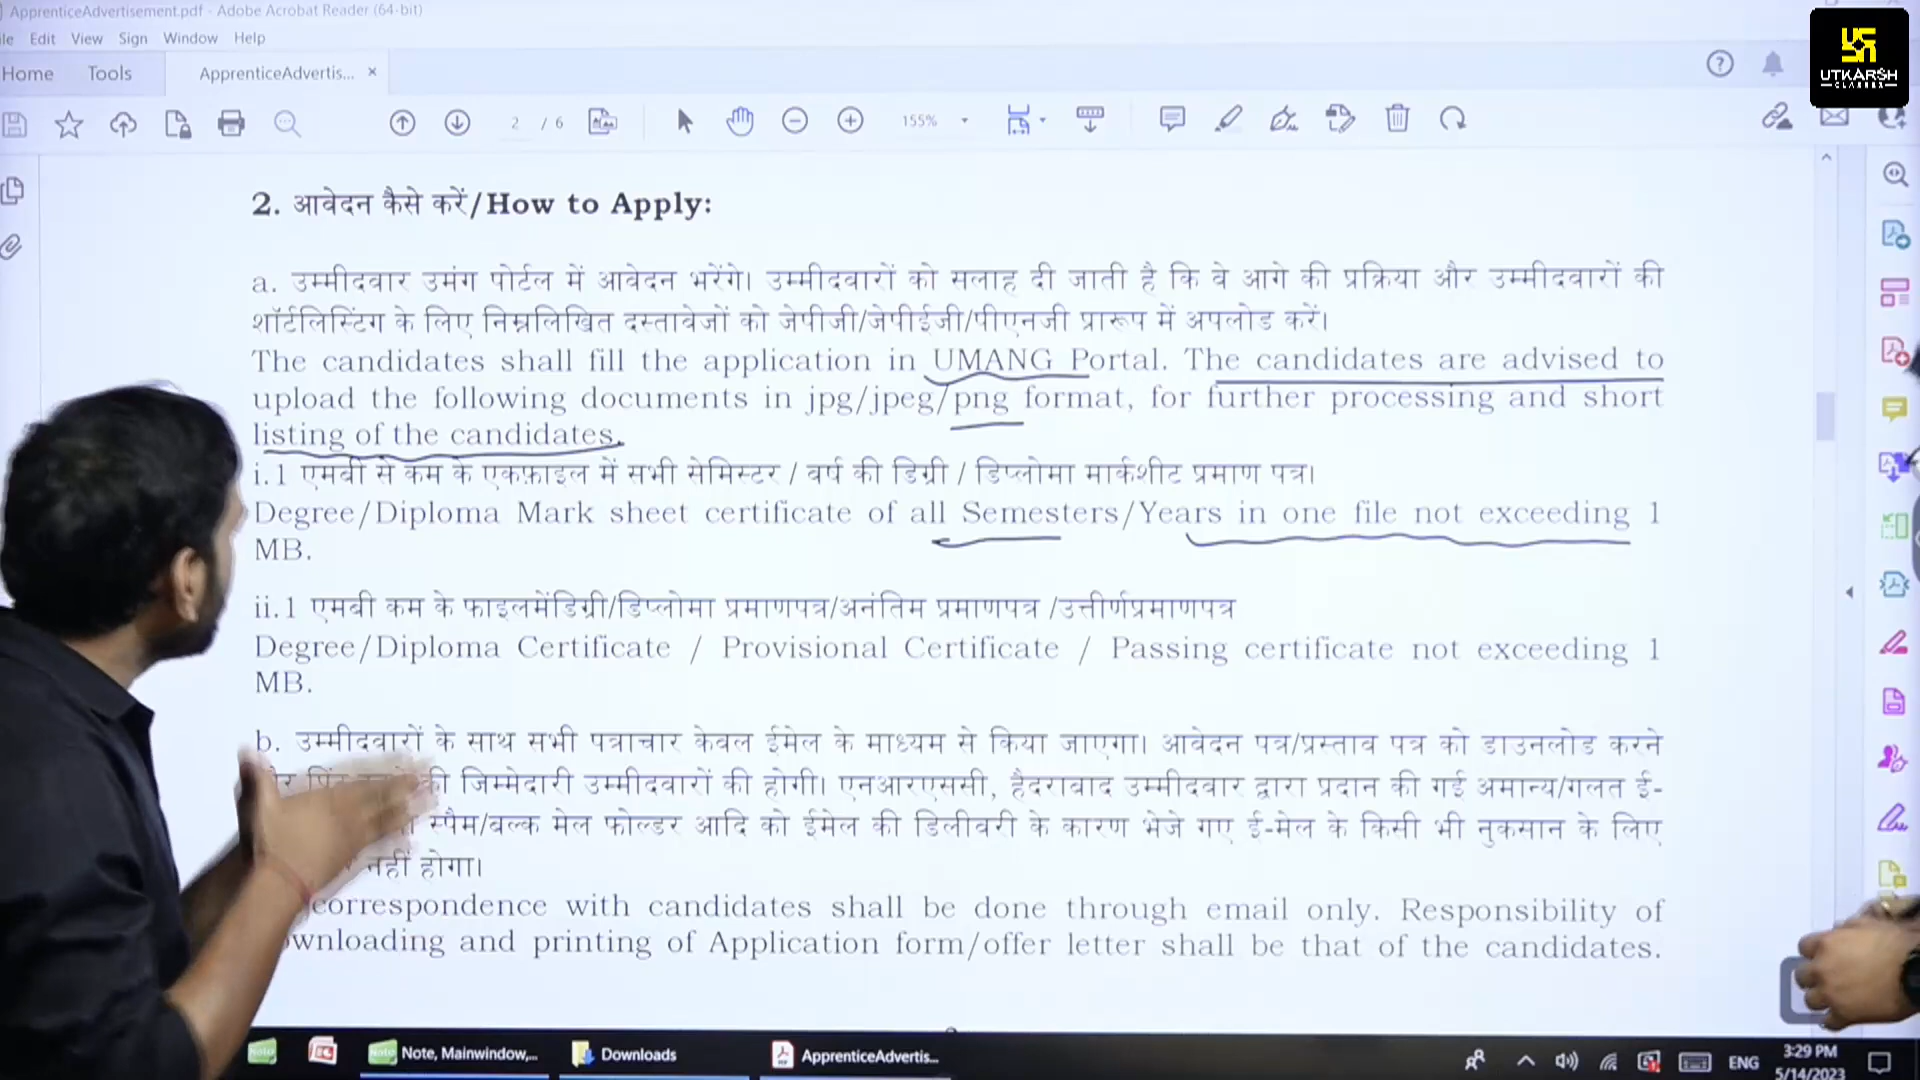 ApprenticeAdvertisement.pdf - Adobe Acrobat Reader (64-bit)
Edit View Sign Window Help
Home Tools ApprenticeAdvertis... ×
2 / 6 155%
UTKARSH
CLASSES
2. आवेदन कैसे करें/How to Apply:
a. उम्मीदवार उमंग पोर्टल में आवेदन भरेंगे। उम्मीदवारों को सलाह दी जाती है कि वे आगे की प्रक्रिया और उम्मीदवारों की
शॉर्टलिस्टिंग के लिए निम्नलिखित दस्तावेजों को जेपीजी/जेपीईजी/पीएनजी प्रारूप में अपलोड करें।
The candidates shall fill the application in UMANG Portal. The candidates are advised to
upload the following documents in jpg/jpeg/png format, for further processing and short
listing of the candidates.
i.1 एमबी से कम के एकफ़ाइल में सभी सेमिस्टर / वर्ष की डिग्री / डिप्लोमा मार्कशीट प्रमाण पत्र।
Degree/Diploma Mark sheet certificate of all Semesters/Years in one file not exceeding 1
MB.
ii.1 एमबी कम के फाइलमेंडिग्री/डिप्लोमा प्रमाणपत्र/अनंतिम प्रमाणपत्र /उत्तीर्णप्रमाणपत्र
Degree/Diploma Certificate / Provisional Certificate / Passing certificate not exceeding 1
MB.
b. उम्मीदवारों के साथ सभी पत्राचार केवल ईमेल के माध्यम से किया जाएगा। आवेदन पत्र/प्रस्ताव पत्र को डाउनलोड करने
की जिम्मेदारी उम्मीदवारों की होगी। एनआरएससी, हैदराबाद उम्मीदवार द्वारा प्रदान की गई अमान्य/गलत ई-
स्पैम/बल्क मेल फोल्डर आदि को ईमेल की डिलीवरी के कारण भेजे गए ई-मेल के किसी भी नुकसान के लिए
नहीं होगा।
correspondence with candidates shall be done through email only. Responsibility of
ownloading and printing of Application form/offer letter shall be that of the candidates.
Note, Mainwindow,... Downloads ApprenticeAdvertis... ENG 3:29 PM
5/14/2023